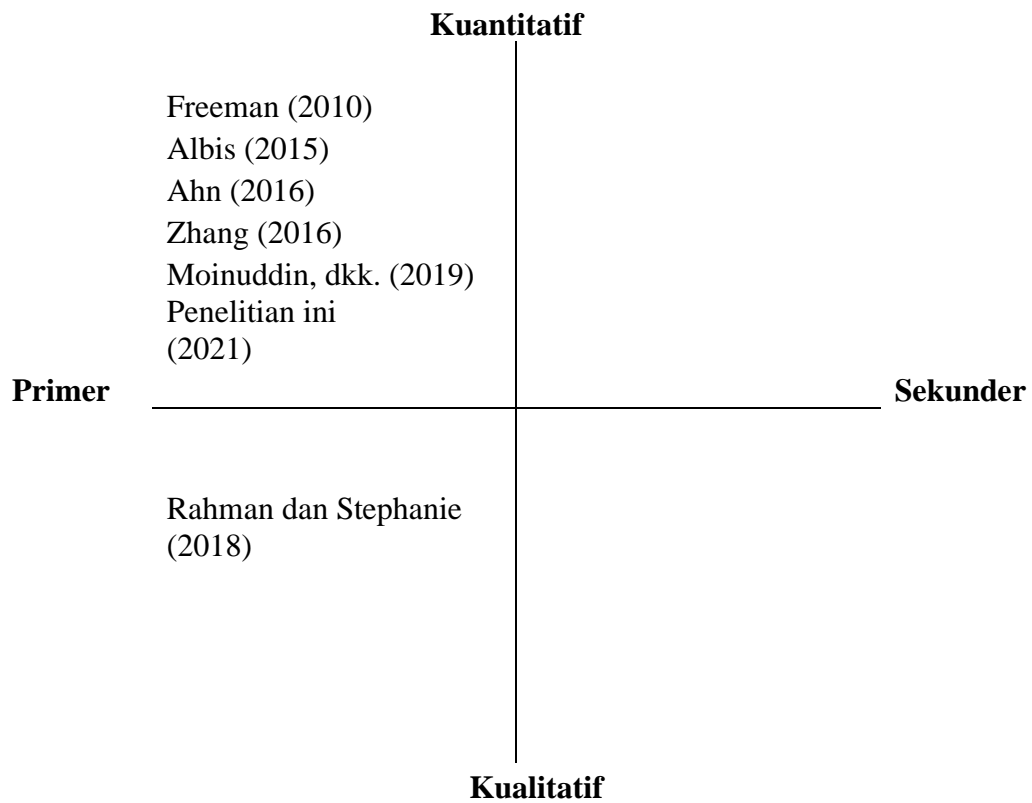 Kuantitatif
Freeman (2010)
Albis (2015)
Ahn (2016)
Zhang (2016)
Moinuddin, dkk. (2019)
Penelitian ini
(2021)
Primer
Sekunder
Rahman dan Stephanie
(2018)
Kualitatif